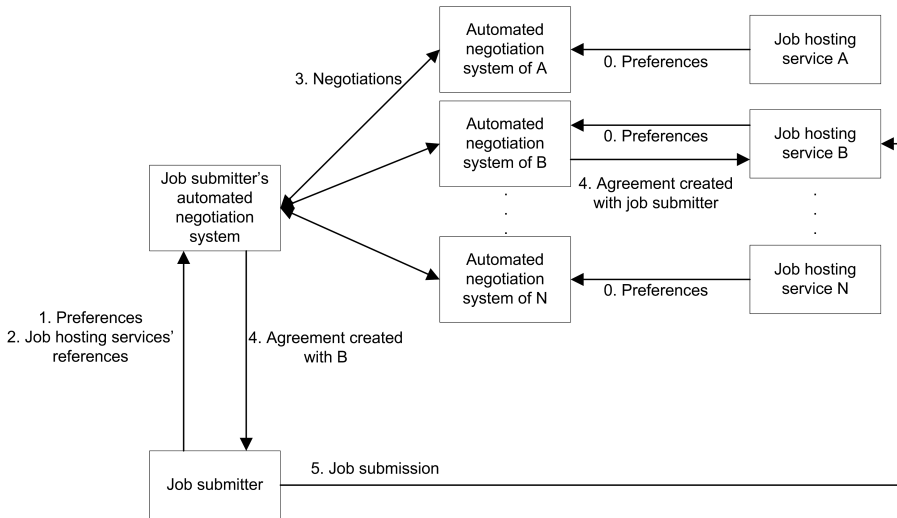 Automated
negotiation
system of A
0. Preferences
Job hosting
service A
3. Negotiations
Automated
negotiation
system of B
0. Preferences
Job hosting
service B
4. Agreement created
with job submitter
Job submitter's
automated
negotiation
system
Automated
negotiation
system of N
0. Preferences
Job hosting
service N
1. Preferences
2. Job hosting services'
references
4. Agreement created
with B
Job submitter
5. Job submission